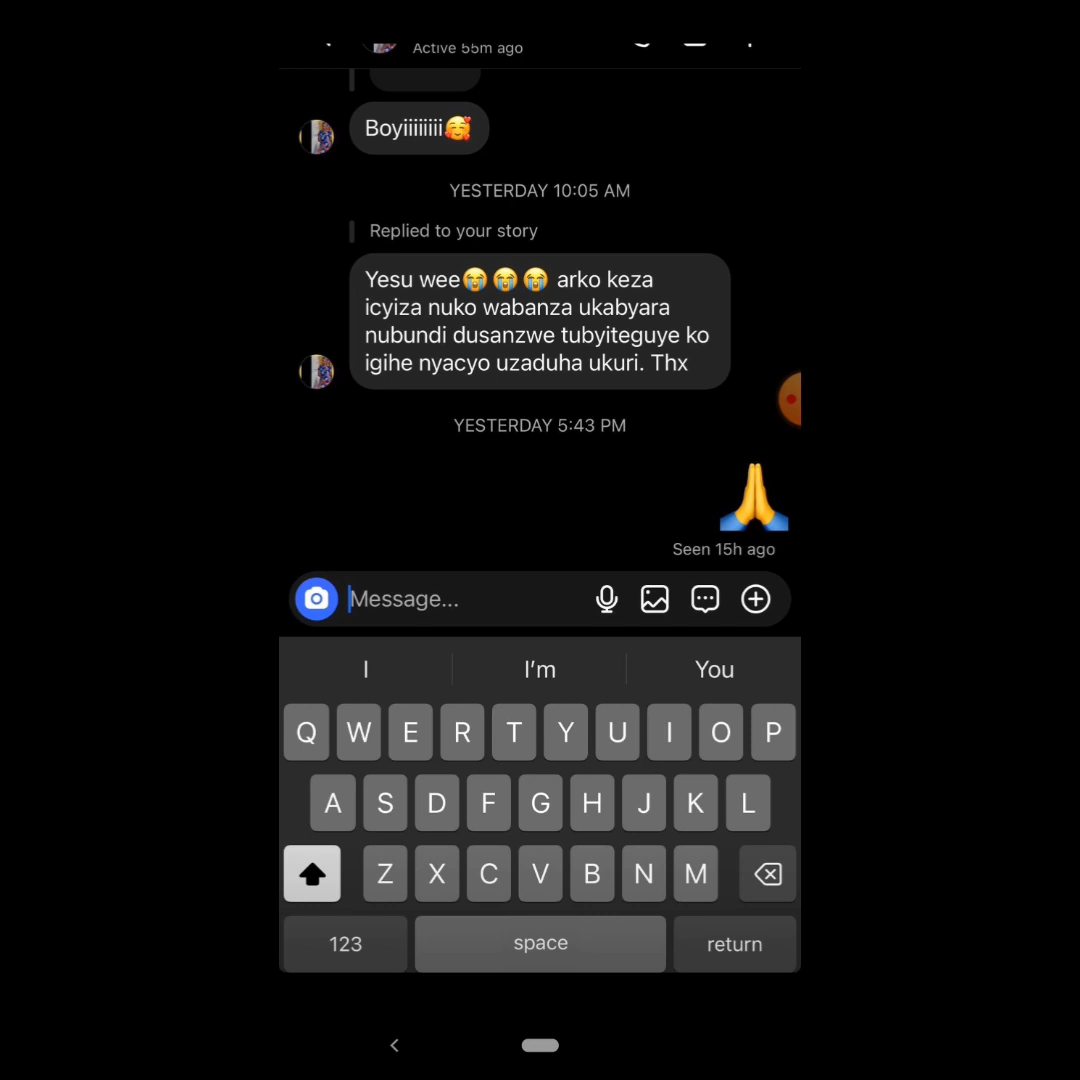 Active 55m ago
Boyiiiiiiii🥰
YESTERDAY 10:05 AM
Replied to your story
Yesu wee😭😭😭 arko keza
icyiza nuko wabanza ukabyara
nubundi dusanzwe tubyiteguye ko
igihe nyacyo uzaduha ukuri. Thx
YESTERDAY 5:43 PM
🙏
Seen 15h ago
Message...
I I'm You
Q W E R T Y U I O P
A S D F G H J K L
Z X C V B N M
123 space return